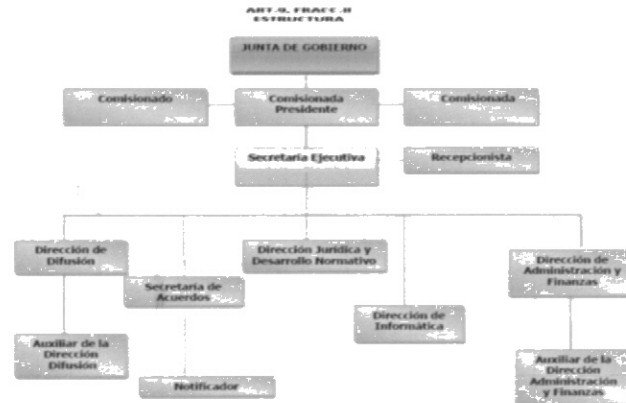 ART-9, FRACC-II
ESTRUCTURA
JUNTA DE GOBIERNO
Comisionado
Comisionada
Presidente
Comisionada
Secretaría Ejecutiva
Recepcionista
Dirección de
Difusión
Secretaría de
Acuerdos
Dirección Jurídica y
Desarrollo Normativo
Dirección de
Informática
Dirección de
Administración y
Finanzas
Auxiliar de la
Dirección
Difusión
Notificador
Auxiliar de la
Dirección
Administración
y Finanzas